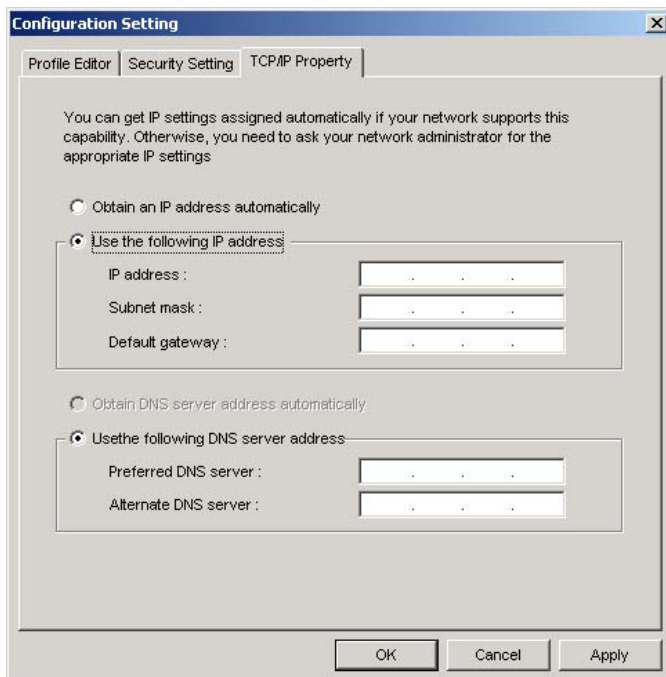 Configuration Setting
Profile Editor
Security Setting
TCP/IP Property
You can get IP settings assigned automatically if your network supports this
capability. Otherwise, you need to ask your network administrator for the
appropriate IP settings
Obtain an IP address automatically
Use the following IP address
IP address :
Subnet mask :
Default gateway :
Obtain DNS server address automatically
Usethe following DNS server address
Preferred DNS server :
Alternate DNS server :
OK
Cancel
Apply